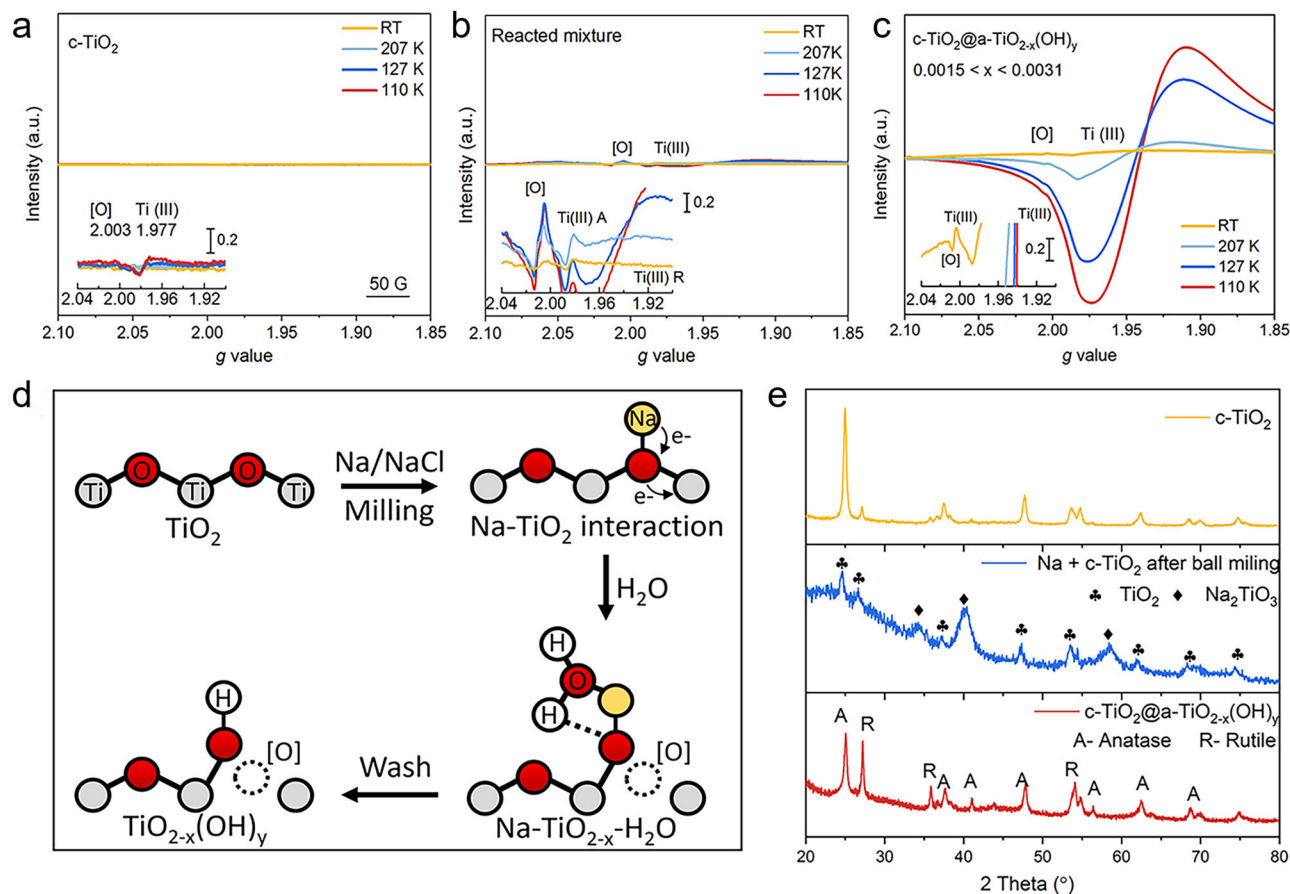 a
c-TiO2
RT
207 K
127 K
110 K
[O] Ti (III)
2.003 1.977
0.2
2.04 2.00 1.96 1.92
50 G
2.10 2.05 2.00 1.95 1.90 1.85
g value
Intensity (a.u.)
b
Reacted mixture
RT
207K
127K
110K
[O] Ti(III)
[O]
Ti(III) A
0.2
Ti(III) R
2.04 2.00 1.96 1.92
2.10 2.05 2.00 1.95 1.90 1.85
g value
Intensity (a.u.)
c
c-TiO2@a-TiO2-x(OH)y
0.0015 < x < 0.0031
[O] Ti (III)
Ti(III)
[O]
Ti(III)
0.2
2.04 2.00 1.96 1.92
RT
207 K
127 K
110 K
2.10 2.05 2.00 1.95 1.90 1.85
g value
Intensity (a.u.)
d
O O
Ti Ti Ti
TiO2
Na/NaCl
Milling
Na
e-
e-
Na-TiO2 interaction
H2O
H
O
H
[O]
Na-TiO2-x-H2O
Wash
H
[O]
TiO2-x(OH)y
e
c-TiO2
Na + c-TiO2 after ball miling
♣ TiO2 ♦ Na2TiO3
c-TiO2@a-TiO2-x(OH)y
A- Anatase R- Rutile
A R R A A A R A A A
20 30 40 50 60 70 80
2 Theta (°)
Intensity (a.u.)